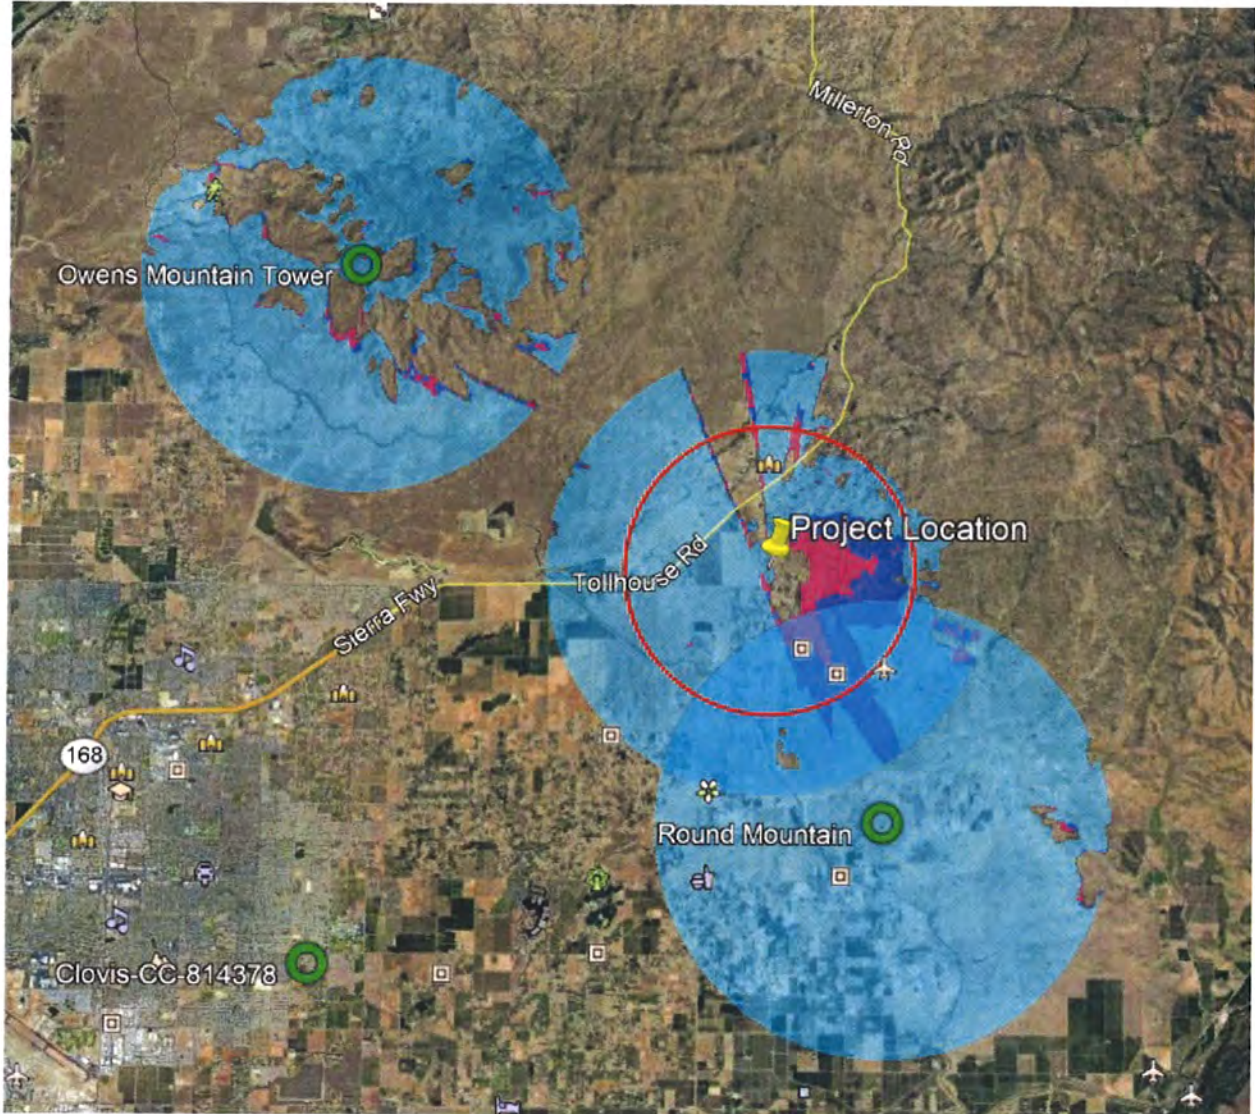 Millerton Rd
Owens Mountain Tower
Project Location
Tollhouse Rd
Sierra Fwy
168
Round Mountain
Clovis-CC-814378